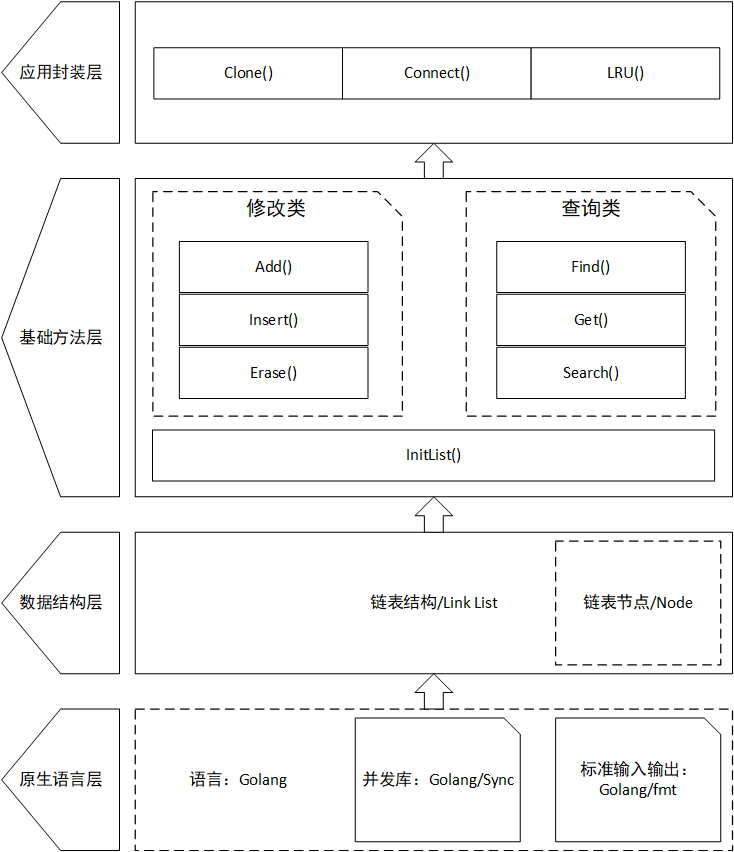 应用封装层
Clone()
Connect()
LRU()
基础方法层
修改类
Add()
Insert()
Erase()
查询类
Find()
Get()
Search()
InitList()
数据结构层
链表结构/Link List
链表节点/Node
原生语言层
语言：Golang
并发库：Golang/Sync
标准输入输出：
Golang/fmt